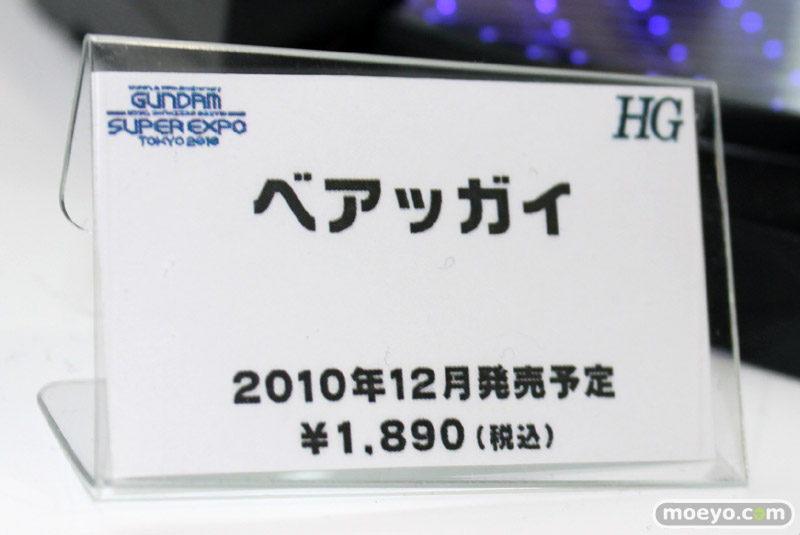 GUNDAM
SUPER EXPO
TOKYO 2010
HG
ベアッガイ
2010年12月発売予定
¥1,890(税込)
moeyo.com